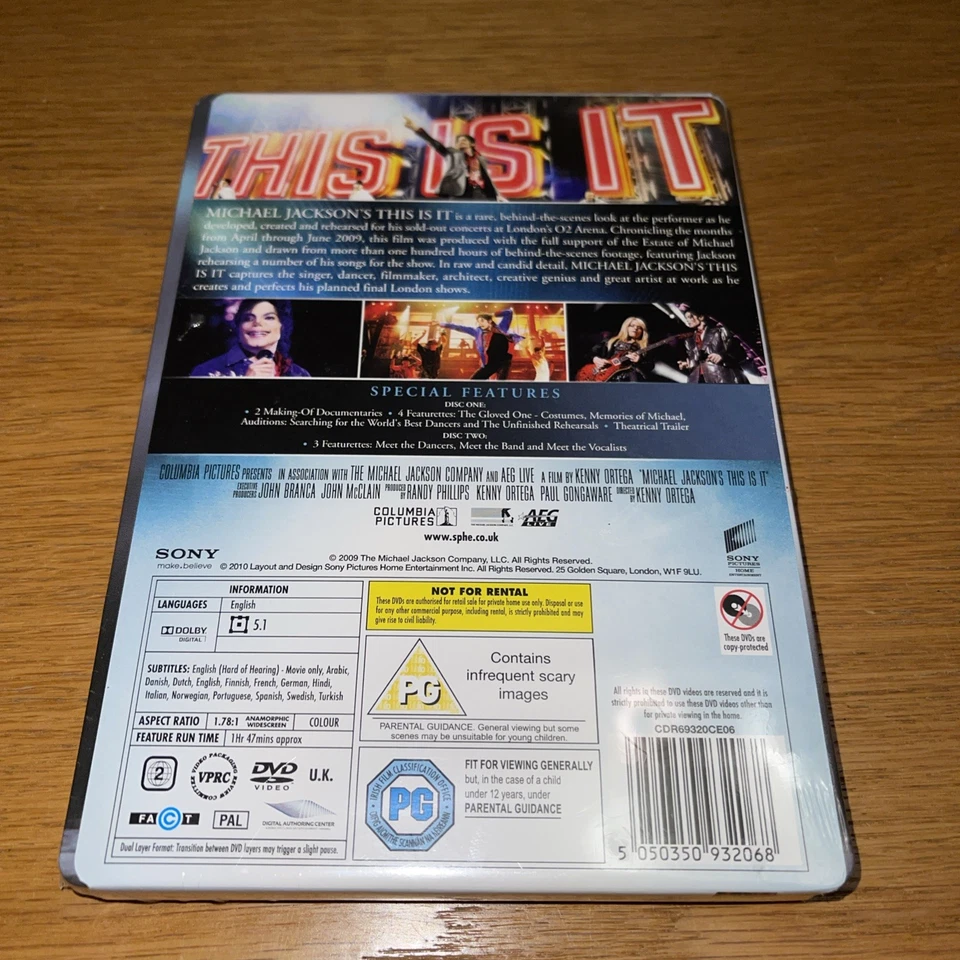 THIS IS IT
MICHAEL JACKSON'S THIS IS IT is a rare, behind-the-scenes look at the performer as he
developed, created and rehearsed for his sold-out concerts at London's O2 Arena. Chronicling the months
from April through June 2009, this film was produced with the full support of the Estate of Michael
Jackson and drawn from more than one hundred hours of behind-the-scenes footage, featuring Jackson
rehearsing a number of his songs for the show. In raw and candid detail, MICHAEL JACKSON'S THIS
IS IT captures the singer, dancer, filmmaker, architect, creative genius and great artist at work as he
creates and perfects his planned final London shows.
SPECIAL FEATURES
DISC ONE:
• 2 Making-Of Documentaries • 4 Featurettes: The Gloved One - Costumes, Memories of Michael,
Auditions: Searching for the World's Best Dancers and The Unfinished Rehearsals • Theatrical Trailer
DISC TWO:
• 3 Featurettes: Meet the Dancers, Meet the Band and Meet the Vocalists
COLUMBIA PICTURES PRESENTS IN ASSOCIATION WITH THE MICHAEL JACKSON COMPANY AND AEG LIVE A FILM BY KENNY ORTEGA "MICHAEL JACKSON'S THIS IS IT"
EXECUTIVE PRODUCERS JOHN BRANCA JOHN McCLAIN PRODUCED BY RANDY PHILLIPS KENNY ORTEGA PAUL GONGAWARE DIRECTED BY KENNY ORTEGA
COLUMBIA PICTURES AEG LIVE
www.sphe.co.uk
SONY
make.believe
SONY
PICTURES
HOME
ENTERTAINMENT
© 2009 The Michael Jackson Company, LLC. All Rights Reserved.
© 2010 Layout and Design Sony Pictures Home Entertainment Inc. All Rights Reserved. 25 Golden Square, London, W1F 9LU.
INFORMATION
LANGUAGES English
DOLBY DIGITAL 5.1
SUBTITLES: English (Hard of Hearing) - Movie only, Arabic,
Danish, Dutch, English, Finnish, French, German, Hindi,
Italian, Norwegian, Portuguese, Spanish, Swedish, Turkish
ASPECT RATIO 1.78:1 ANAMORPHIC WIDESCREEN COLOUR
FEATURE RUN TIME 1Hr 47mins approx
2 VIDEO PACKAGING REVIEW COMMITTEE VPRC DVD VIDEO U.K.
FACT PAL DIGITAL AUTHORING CENTER
Dual Layer Format: Transition between DVD layers may trigger a slight pause.
NOT FOR RENTAL
These DVDs are authorised for retail sale for private home use only. Disposal or use
for any other commercial purpose, including rental, is strictly prohibited and may
give rise to civil liability.
PG
Contains
infrequent scary
images
PARENTAL GUIDANCE. General viewing but some
scenes may be unsuitable for young children.
IRISH FILM CLASSIFICATION OFFICE
PG
FIT FOR VIEWING GENERALLY
but, in the case of a child
under 12 years, under
PARENTAL GUIDANCE
These DVDs are
copy-protected
All rights in these DVD videos are reserved and it is
strictly prohibited to use these DVD videos other than
for private viewing in the home.
CDR69320CE06
5 050350 932068